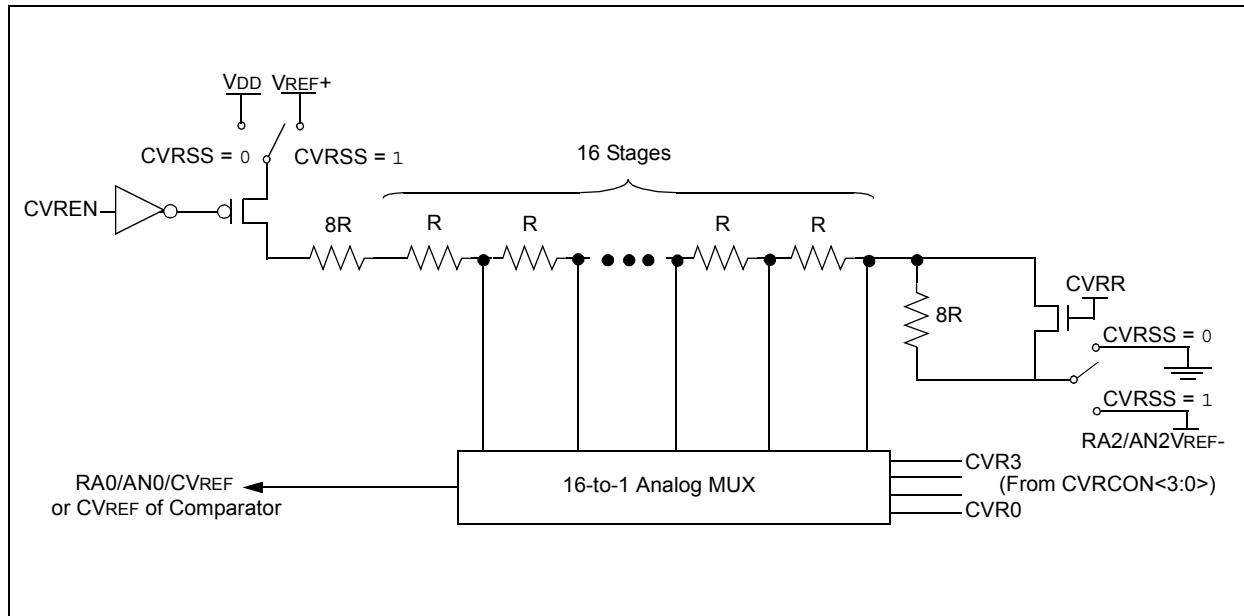 VDD VREF+
CVRSS = 0 CVRSS = 1
16 Stages
CVREN
8R R R R R
CVRR
8R
CVRSS = 0
CVRSS = 1
RA2/AN2VREF-
RA0/AN0/CVREF
or CVREF of Comparator
16-to-1 Analog MUX
CVR3
(From CVRCON<3:0>)
CVR0